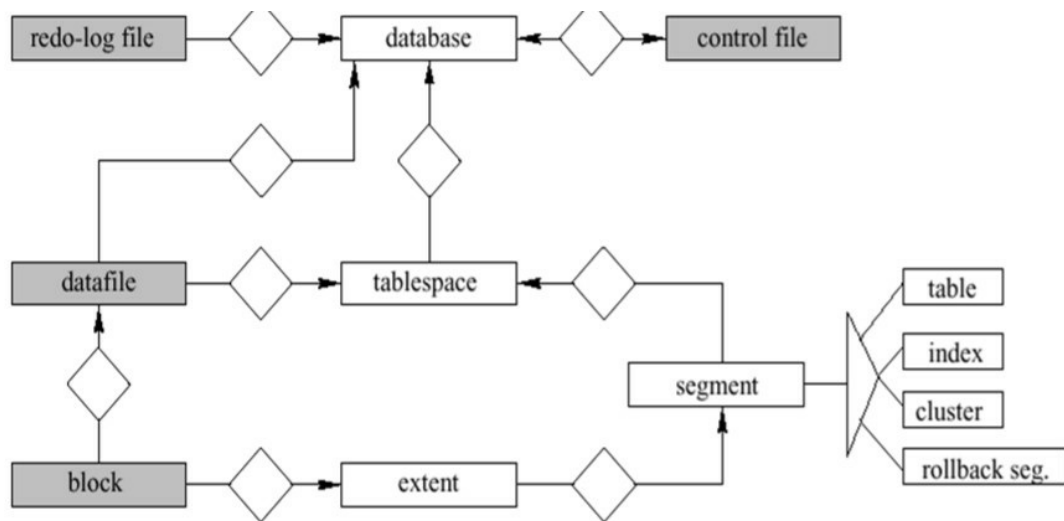 redo-log file
database
control file
datafile
tablespace
table
index
segment
cluster
block
extent
rollback seg.